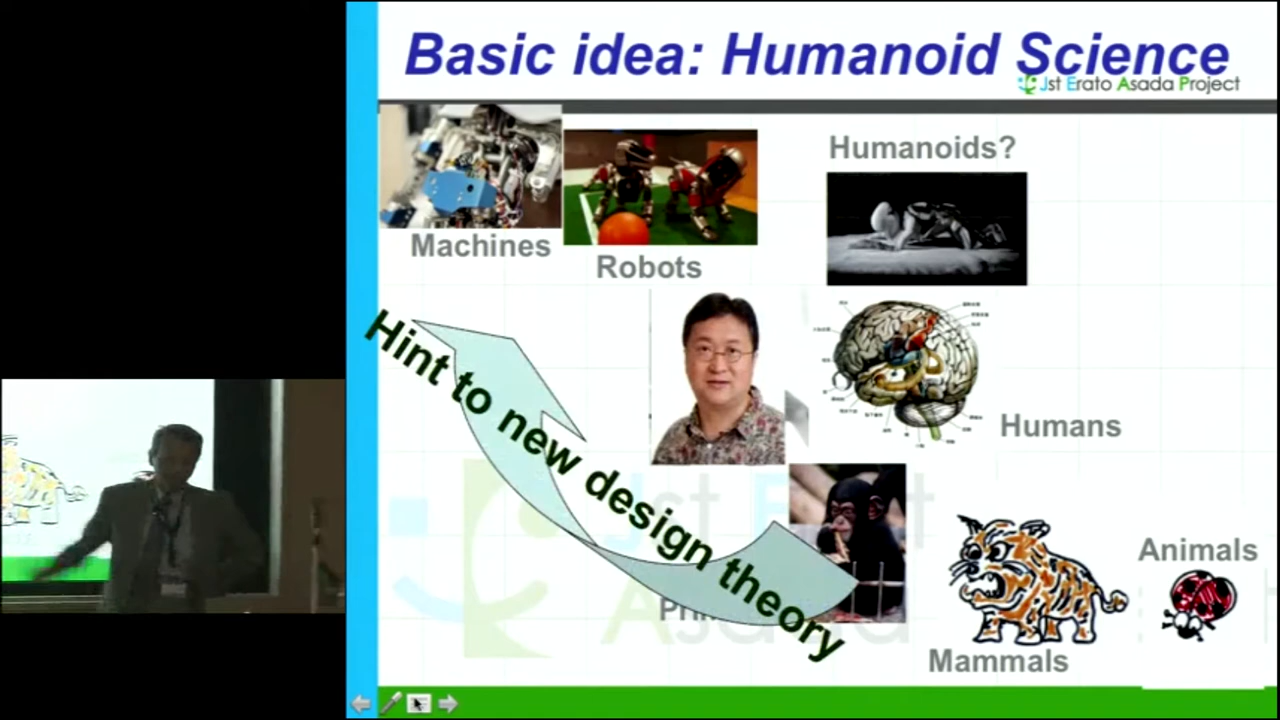 Basic idea: Humanoid Science
Jst Erato Asada Project
Humanoids?
Machines
Robots
Hint to new design theory
Humans
Animals
Mammals